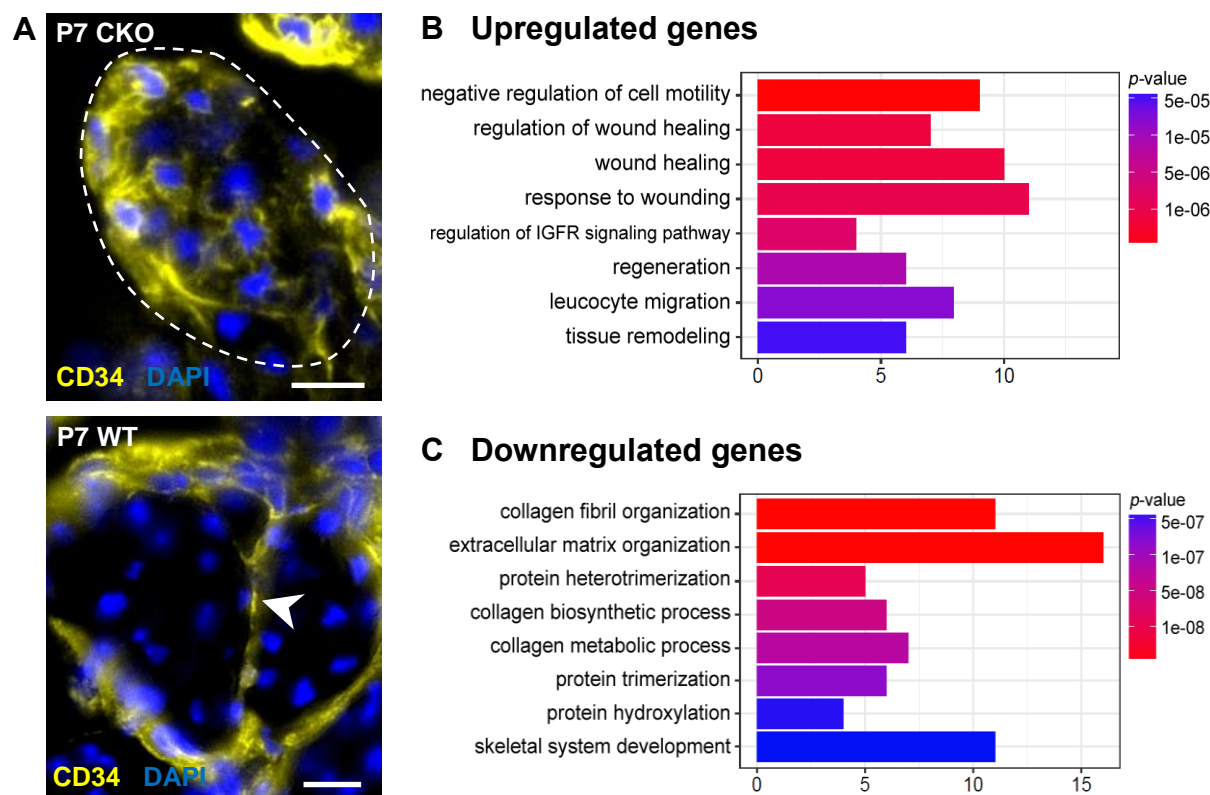 A
P7 CKO
CD34 DAPI
P7 WT
CD34 DAPI
B Upregulated genes
negative regulation of cell motility
regulation of wound healing
wound healing
response to wounding
regulation of IGFR signaling pathway
regeneration
leucocyte migration
tissue remodeling
0 5 10
p-value
5e-05
1e-05
5e-06
1e-06
C Downregulated genes
collagen fibril organization
extracellular matrix organization
protein heterotrimerization
collagen biosynthetic process
collagen metabolic process
protein trimerization
protein hydroxylation
skeletal system development
0 5 10 15
p-value
5e-07
1e-07
5e-08
1e-08